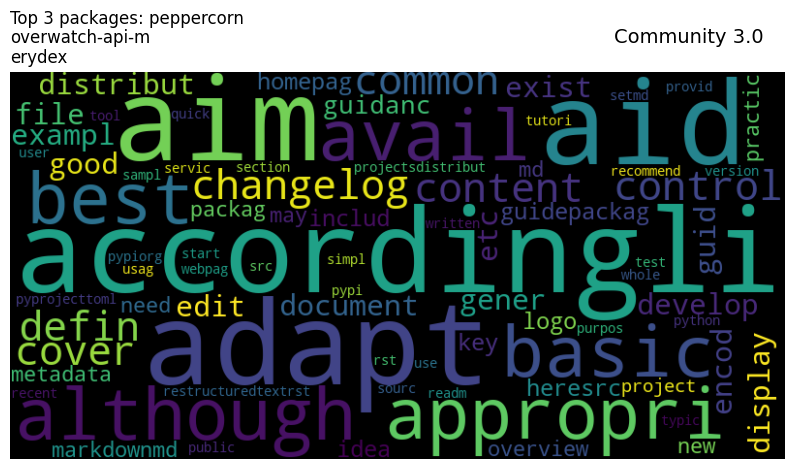 Top 3 packages: peppercorn
overwatch-api-m
erydex
Community 3.0
distribut
homepag
common
exist
setmd
provid
practic
file
tool
aim
quick
guidanc
avail
tutori
aid
exampl
user
good
servic
section
projectsdistribut
md
recommend
version
best
sampl
changelog
content
control
packag
may
includ
written
etc
guidepackag
guid
accordingli
pypiorg
start
usag
webpag
src
simpl
pypi
test
whole
pyprojecttoml
need
edit
document
gener
logo
develop
defin
adapt
key
basic
purpos
python
cover
encod
display
metadata
rst
use
restructuredtextrst
sourc
readm
heresrc
project
recent
although
appropri
typic
new
markdownmd
public
idea
overview